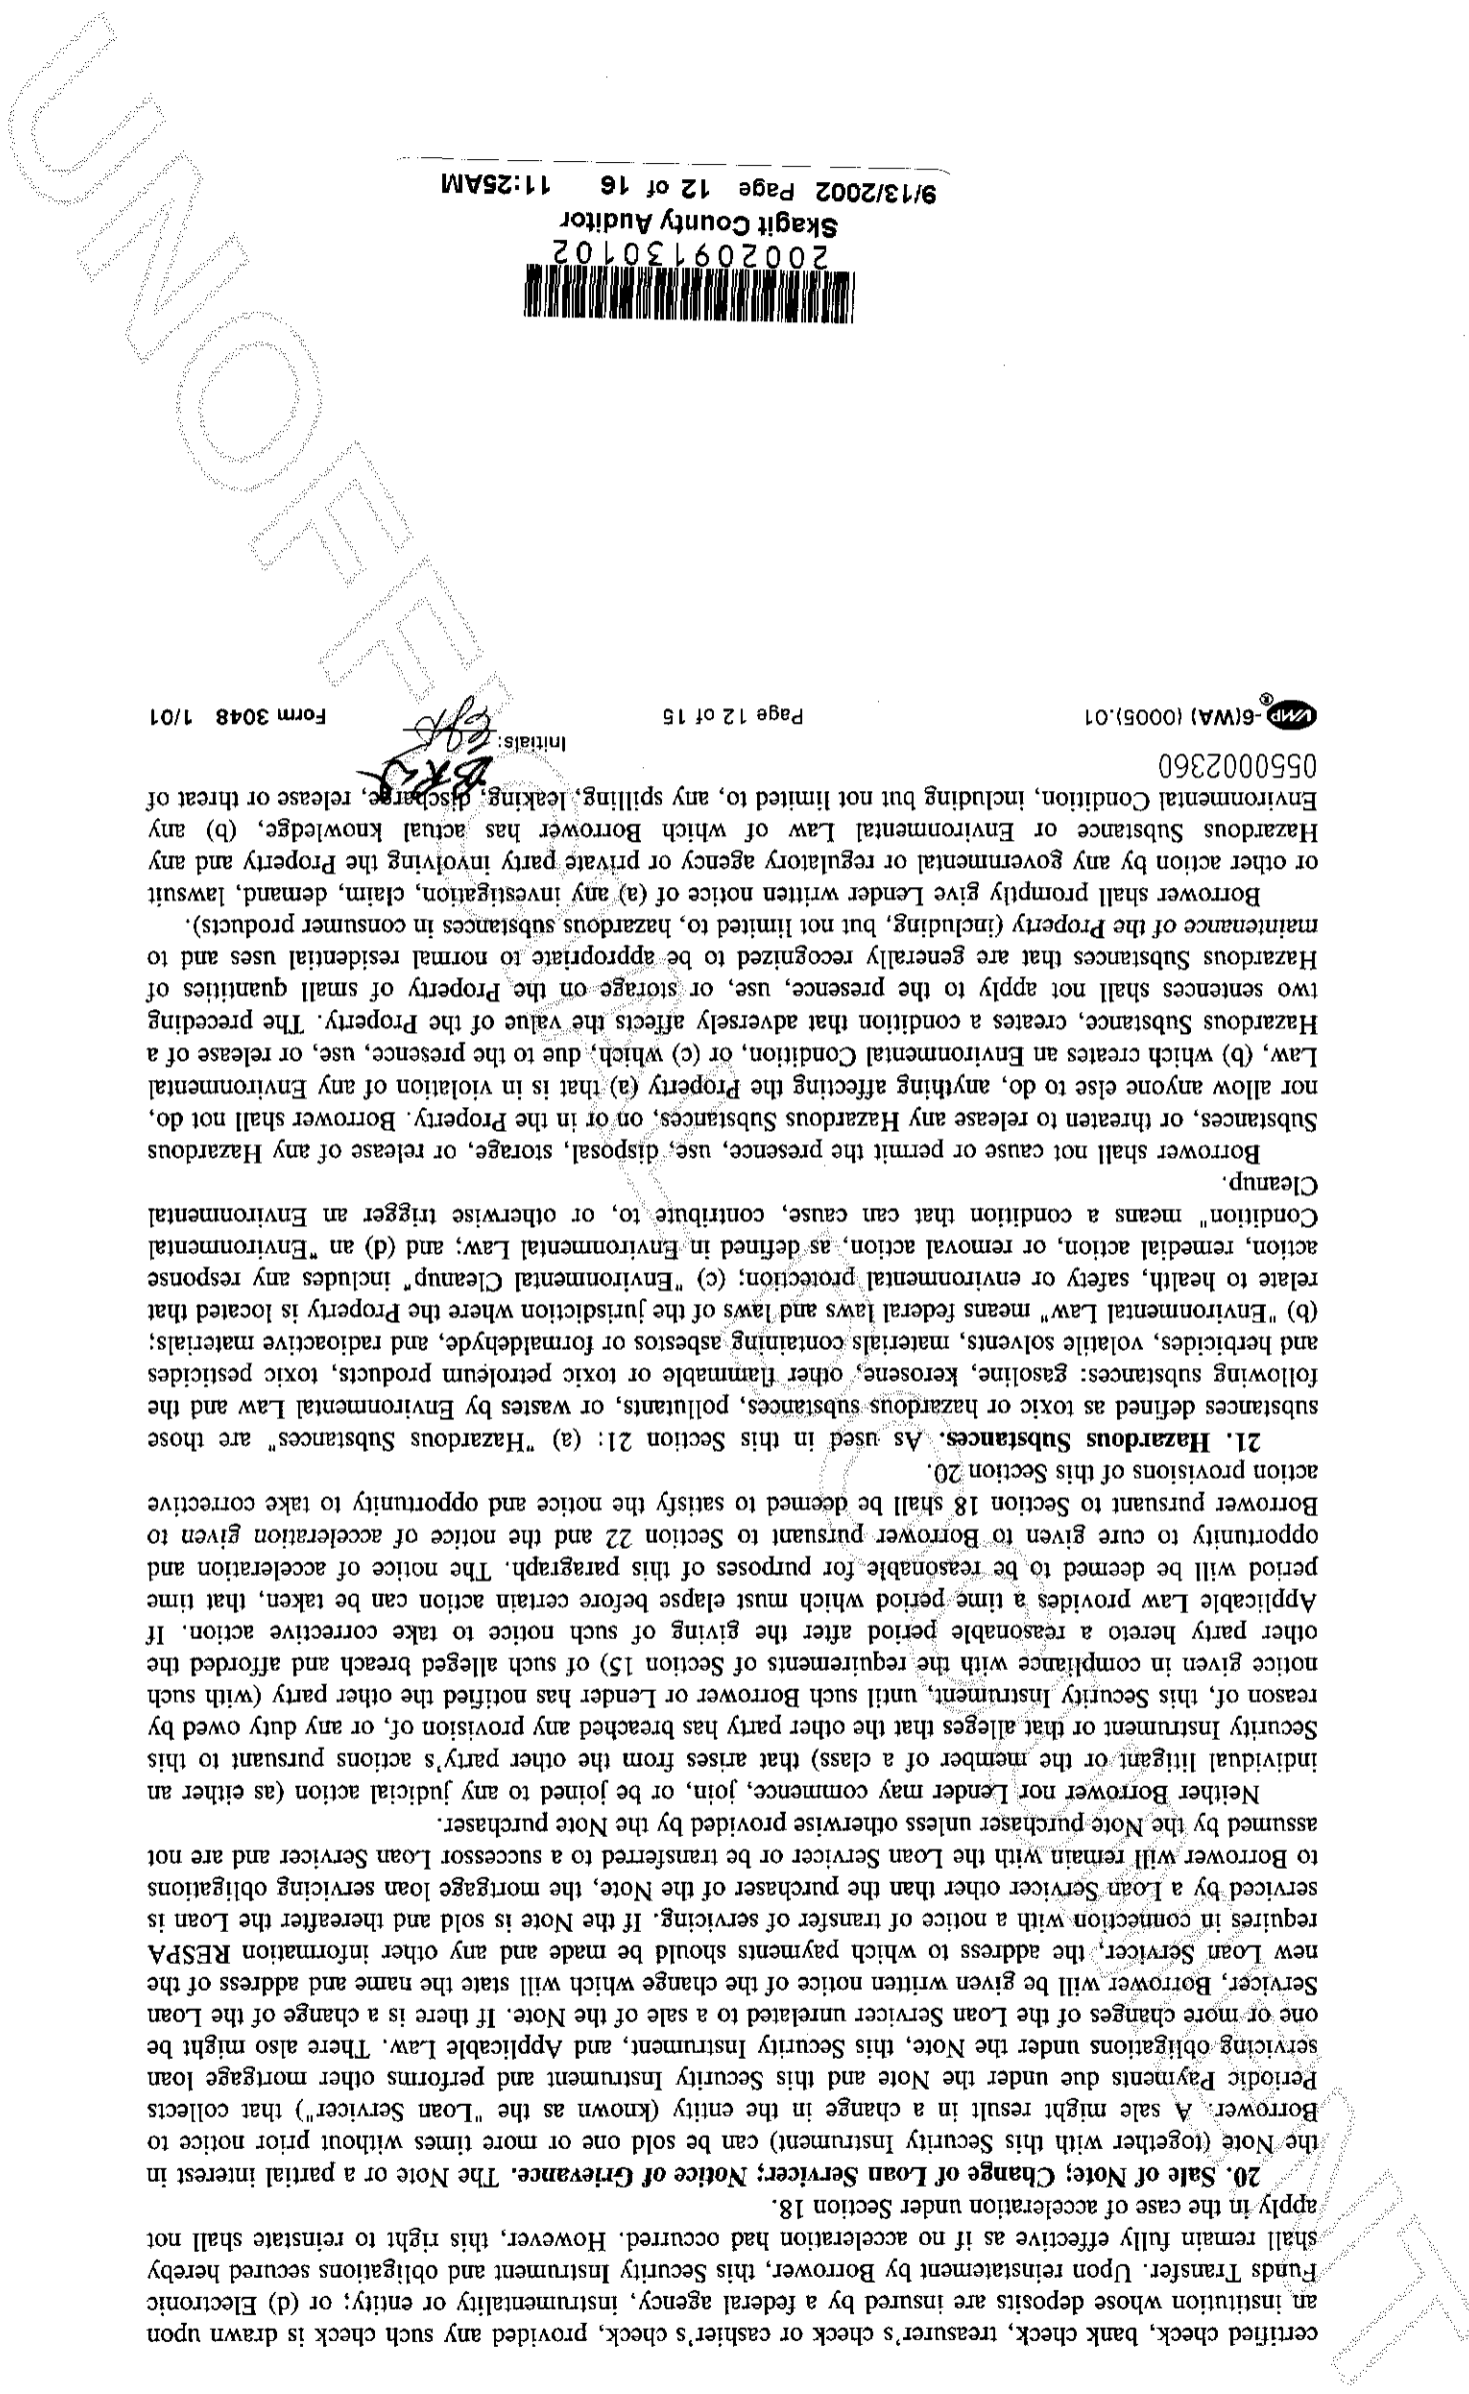 certified check, bank check, treasurer's check or cashier's check, provided any such check is drawn upon
an institution whose deposits are insured by a federal agency, instrumentality or entity; or (d) Electronic
Funds Transfer. Upon reinstatement by Borrower, this Security Instrument and obligations secured hereby
shall remain fully effective as if no acceleration had occurred. However, this right to reinstate shall not
apply in the case of acceleration under Section 18.
20. Sale of Note; Change of Loan Servicer; Notice of Grievance. The Note or a partial interest in
the Note (together with this Security Instrument) can be sold one or more times without prior notice to
Borrower. A sale might result in a change in the entity (known as the "Loan Servicer") that collects
Periodic Payments due under the Note and this Security Instrument and performs other mortgage loan
servicing obligations under the Note, this Security Instrument, and Applicable Law. There also might be
one or more changes of the Loan Servicer unrelated to a sale of the Note. If there is a change of the Loan
Servicer, Borrower will be given written notice of the change which will state the name and address of the
new Loan Servicer, the address to which payments should be made and any other information RESPA
requires in connection with a notice of transfer of servicing. If the Note is sold and thereafter the Loan is
serviced by a Loan Servicer other than the purchaser of the Note, the mortgage loan servicing obligations
to Borrower will remain with the Loan Servicer or be transferred to a successor Loan Servicer and are not
assumed by the Note purchaser unless otherwise provided by the Note purchaser.
Neither Borrower nor Lender may commence, join, or be joined to any judicial action (as either an
individual litigant or the member of a class) that arises from the other party's actions pursuant to this
Security Instrument or that alleges that the other party has breached any provision of, or any duty owed by
reason of, this Security Instrument, until such Borrower or Lender has notified the other party (with such
notice given in compliance with the requirements of Section 15) of such alleged breach and afforded the
other party hereto a reasonable period after the giving of such notice to take corrective action. If
Applicable Law provides a time period which must elapse before certain action can be taken, that time
period will be deemed to be reasonable for purposes of this paragraph. The notice of acceleration and
opportunity to cure given to Borrower pursuant to Section 22 and the notice of acceleration given to
Borrower pursuant to Section 18 shall be deemed to satisfy the notice and opportunity to take corrective
action provisions of this Section 20.
21. Hazardous Substances. As used in this Section 21: (a) "Hazardous Substances" are those
substances defined as toxic or hazardous substances, pollutants, or wastes by Environmental Law and the
following substances: gasoline, kerosene, other flammable or toxic petroleum products, toxic pesticides
and herbicides, volatile solvents, materials containing asbestos or formaldehyde, and radioactive materials;
(b) "Environmental Law" means federal laws and laws of the jurisdiction where the Property is located that
relate to health, safety or environmental protection; (c) "Environmental Cleanup" includes any response
action, remedial action, or removal action, as defined in Environmental Law; and (d) an "Environmental
Condition" means a condition that can cause, contribute to, or otherwise trigger an Environmental
Cleanup.
Borrower shall not cause or permit the presence, use, disposal, storage, or release of any Hazardous
Substances, or threaten to release any Hazardous Substances, on or in the Property. Borrower shall not do,
nor allow anyone else to do, anything affecting the Property (a) that is in violation of any Environmental
Law, (b) which creates an Environmental Condition, or (c) which, due to the presence, use, or release of a
Hazardous Substance, creates a condition that adversely affects the value of the Property. The preceding
two sentences shall not apply to the presence, use, or storage on the Property of small quantities of
Hazardous Substances that are generally recognized to be appropriate to normal residential uses and to
maintenance of the Property (including, but not limited to, hazardous substances in consumer products).
Borrower shall promptly give Lender written notice of (a) any investigation, claim, demand, lawsuit
or other action by any governmental or regulatory agency or private party involving the Property and any
Hazardous Substance or Environmental Law of which Borrower has actual knowledge, (b) any
Environmental Condition, including but not limited to, any spilling, leaking, discharge, release or threat of
0550002360
Initials: BRS
VMP®-6(WA) (0005).01 Page 12 of 15 Form 3048 1/01
200209130102
Skagit County Auditor
9/13/2002 Page 12 of 16 11:25AM
UNOFFICIAL DOCUMENT